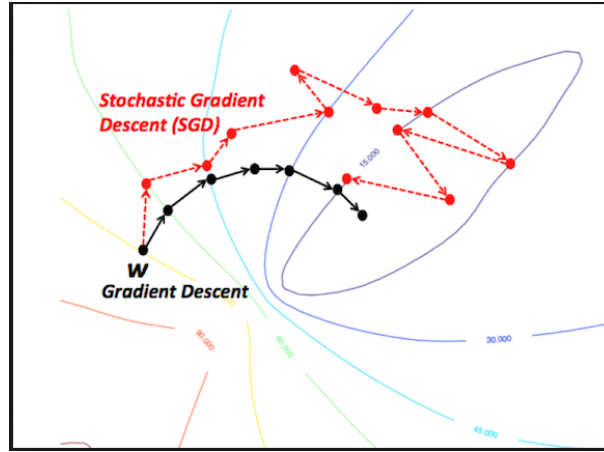 Stochastic Gradient
Descent (SGD)
15.000
W
Gradient Descent
90.000
60.000
30.000
45.000